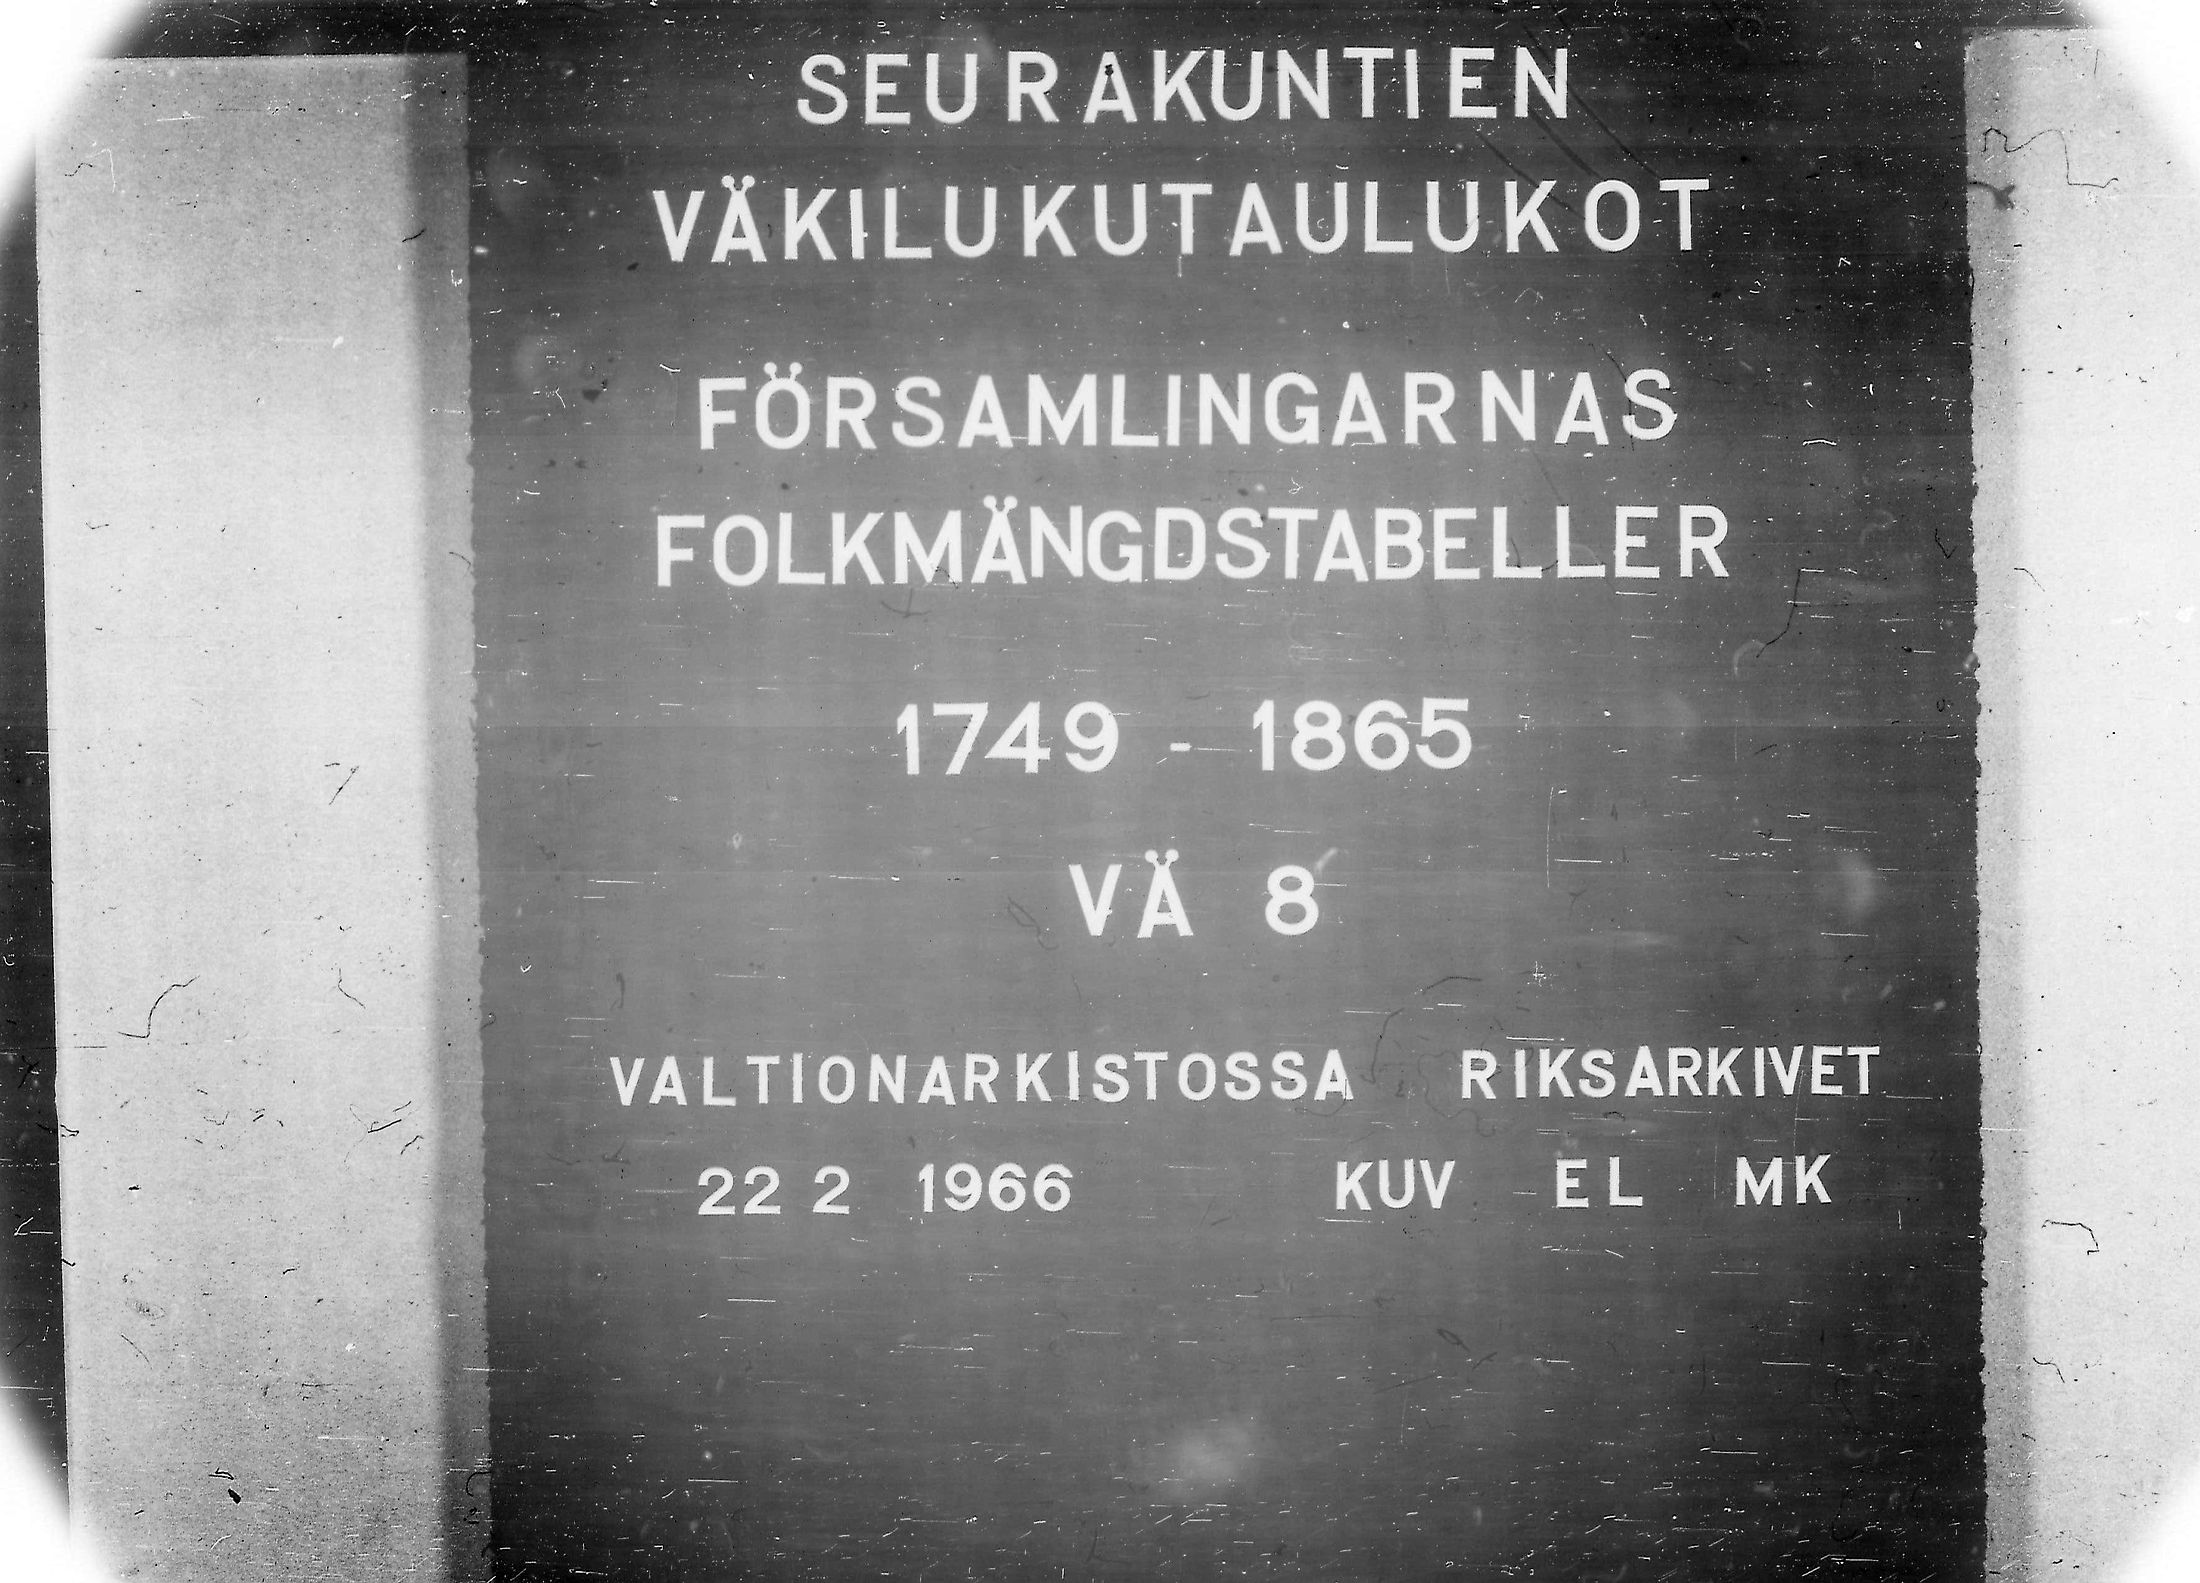 SEURAKUNTIEN
VÄKILUKUTAULUKOT
FÖRSAMLINGARNAS
FOLKMÄNGDSTABELLER
1749 - 1865
VÄ 8
VALTIONARKISTOSSA RIKSARKIVET
22 2 1966 KUV EL MK